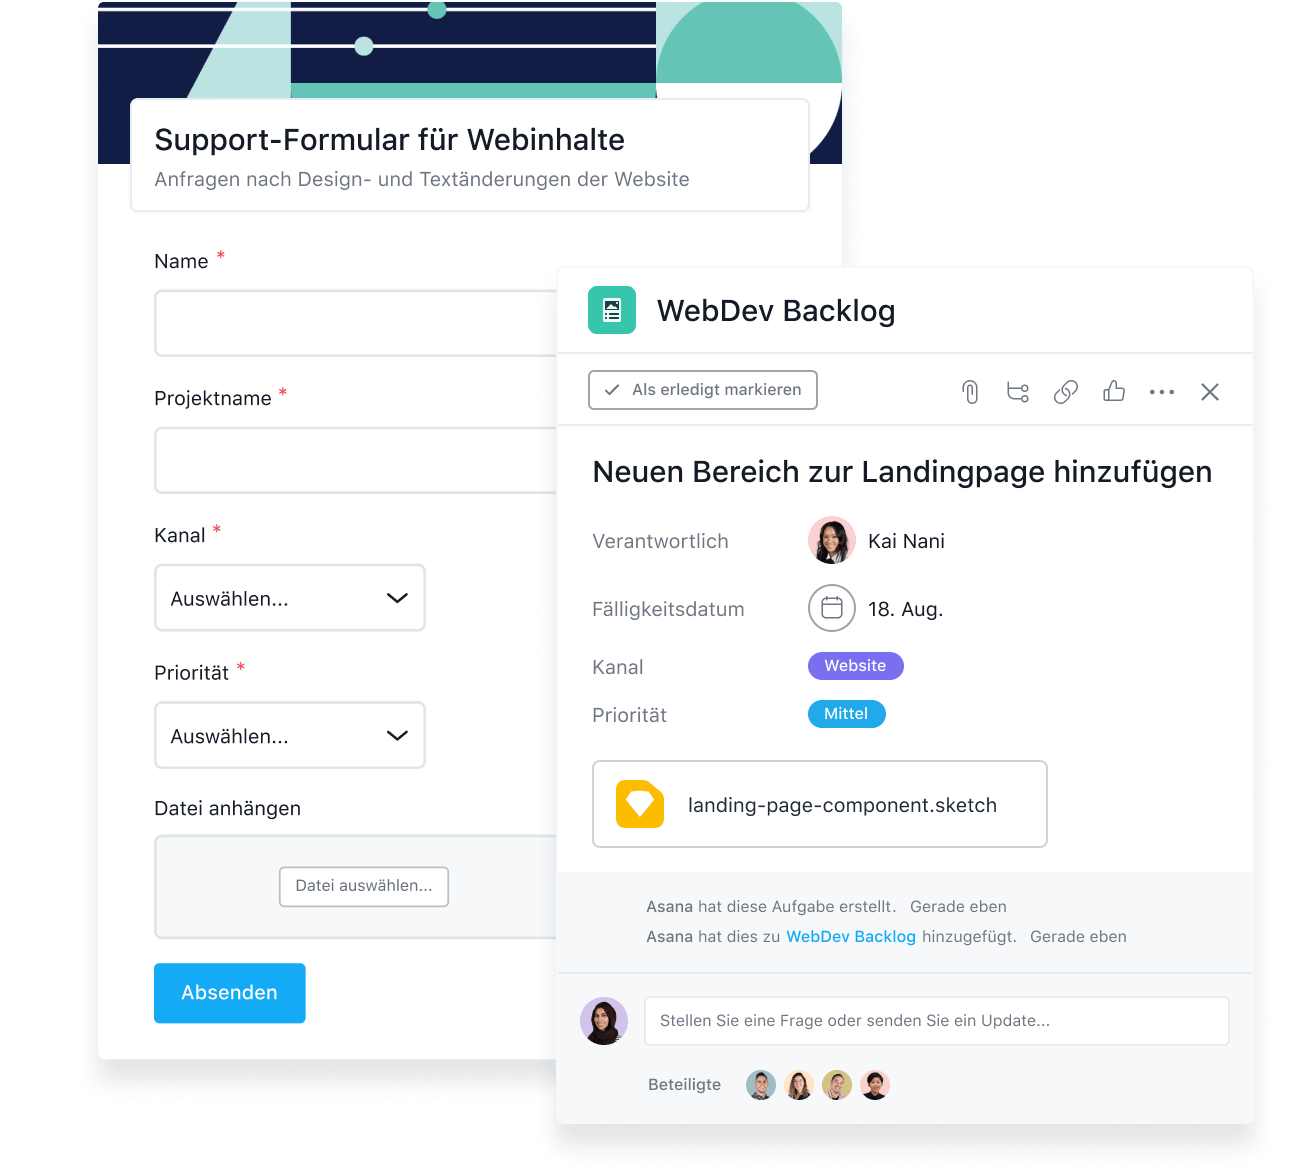 Support-Formular für Webinhalte
Anfragen nach Design- und Textänderungen der Website
Name *
Projektname *
Kanal *
Auswählen...
Priorität *
Auswählen...
Datei anhängen
Datei auswählen...
Absenden
WebDev Backlog
Als erledigt markieren
Neuen Bereich zur Landingpage hinzufügen
Verantwortlich Kai Nani
Fälligkeitsdatum 18. Aug.
Kanal Website
Priorität Mittel
landing-page-component.sketch
Asana hat diese Aufgabe erstellt. Gerade eben
Asana hat dies zu WebDev Backlog hinzugefügt. Gerade eben
Stellen Sie eine Frage oder senden Sie ein Update...
Beteiligte